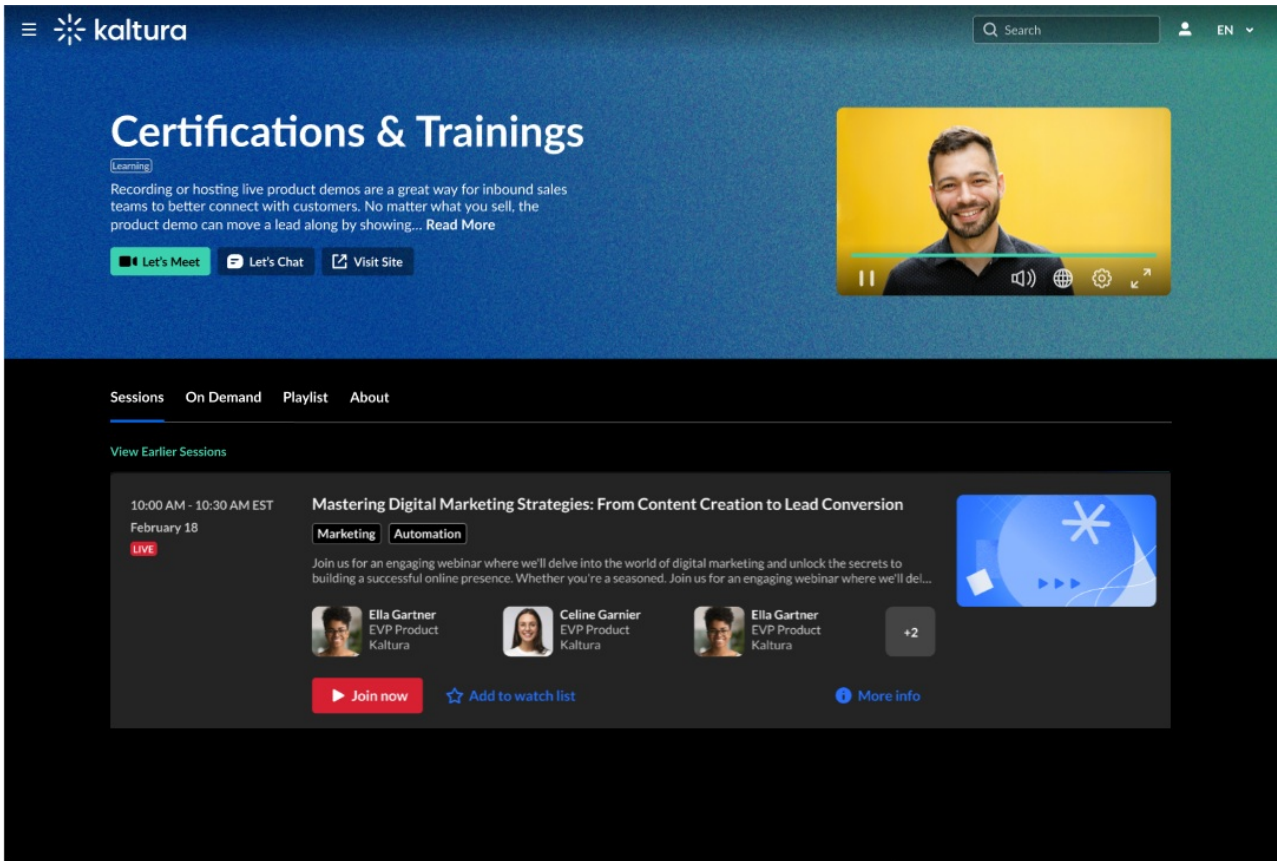 kaltura
Search
EN
Certifications & Trainings
Learning
Recording or hosting live product demos are a great way for inbound sales
teams to better connect with customers. No matter what you sell, the
product demo can move a lead along by showing... Read More
Let's Meet
Let's Chat
Visit Site
Sessions On Demand Playlist About
View Earlier Sessions
10:00 AM - 10:30 AM EST
February 18
LIVE
Mastering Digital Marketing Strategies: From Content Creation to Lead Conversion
Marketing Automation
Join us for an engaging webinar where we'll delve into the world of digital marketing and unlock the secrets to
building a successful online presence. Whether you're a seasoned. Join us for an engaging webinar where we'll del...
Ella Gartner
EVP Product
Kaltura
Celine Garnier
EVP Product
Kaltura
Ella Gartner
EVP Product
Kaltura
+2
Join now
Add to watch list
More info